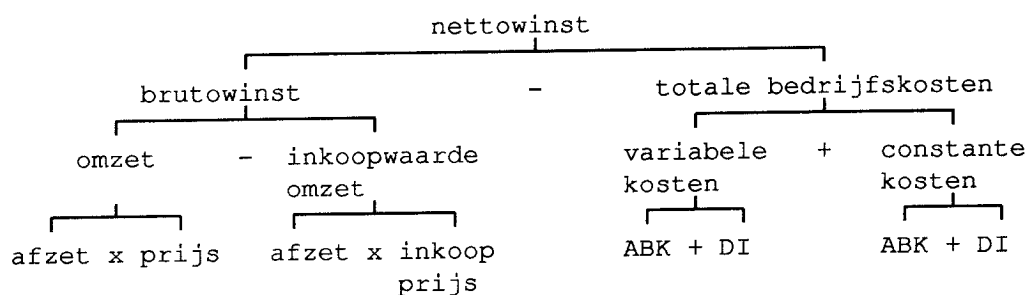 nettowinst
brutowinst - totale bedrijfskosten
omzet - inkoopwaarde omzet variabele kosten + constante kosten
afzet x prijs afzet x inkoop prijs ABK + DI ABK + DI